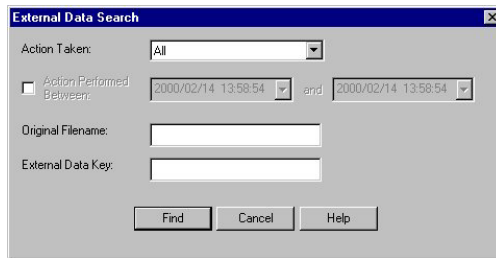 External Data Search
Action Taken:
All
Action Performed
Between:
2000/02/14 13:58:54
and
2000/02/14 13:58:54
Original Filename:
External Data Key:
Find
Cancel
Help